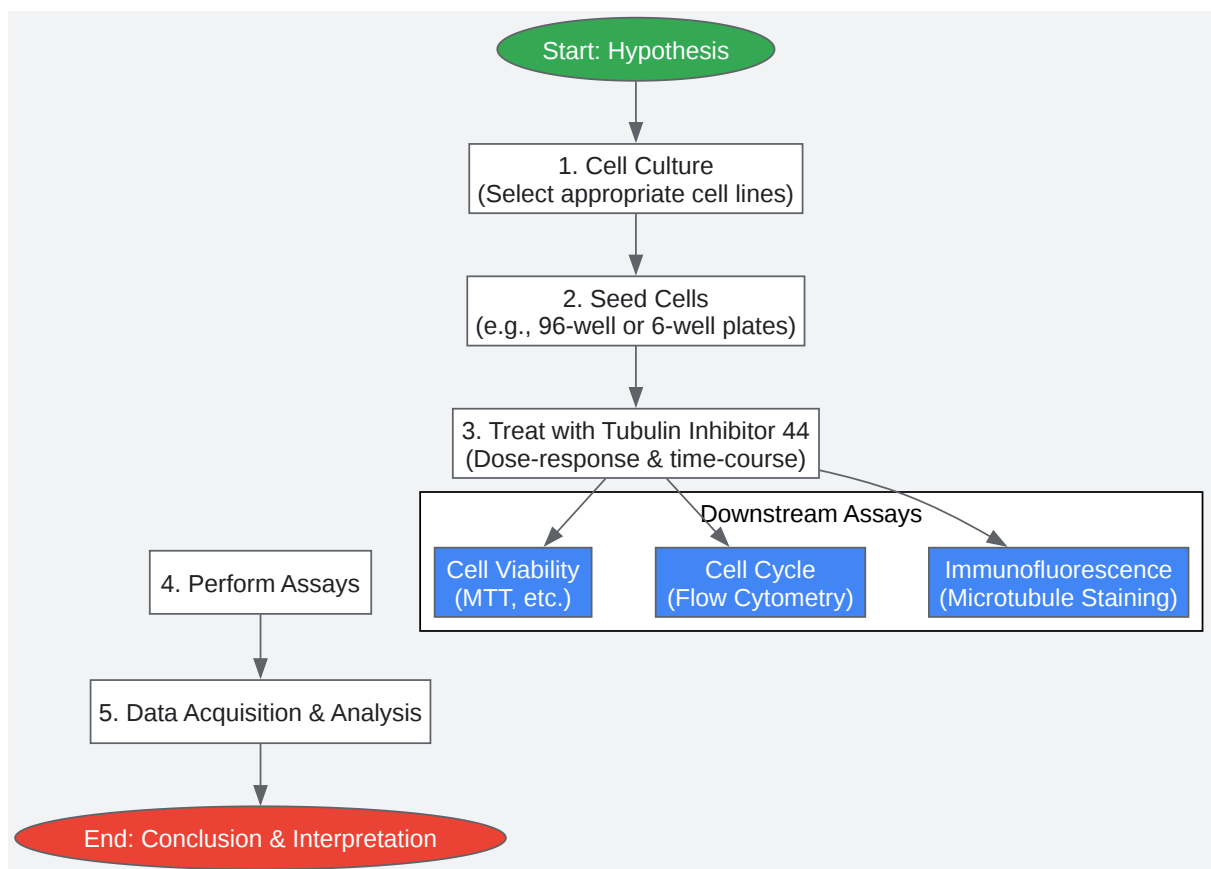 Start: Hypothesis
1. Cell Culture
(Select appropriate cell lines)
2. Seed Cells
(e.g., 96-well or 6-well plates)
3. Treat with Tubulin Inhibitor 44
(Dose-response & time-course)
Downstream Assays
Cell Viability
(MTT, etc.)
Cell Cycle
(Flow Cytometry)
Immunofluorescence
(Microtubule Staining)
4. Perform Assays
5. Data Acquisition & Analysis
End: Conclusion & Interpretation